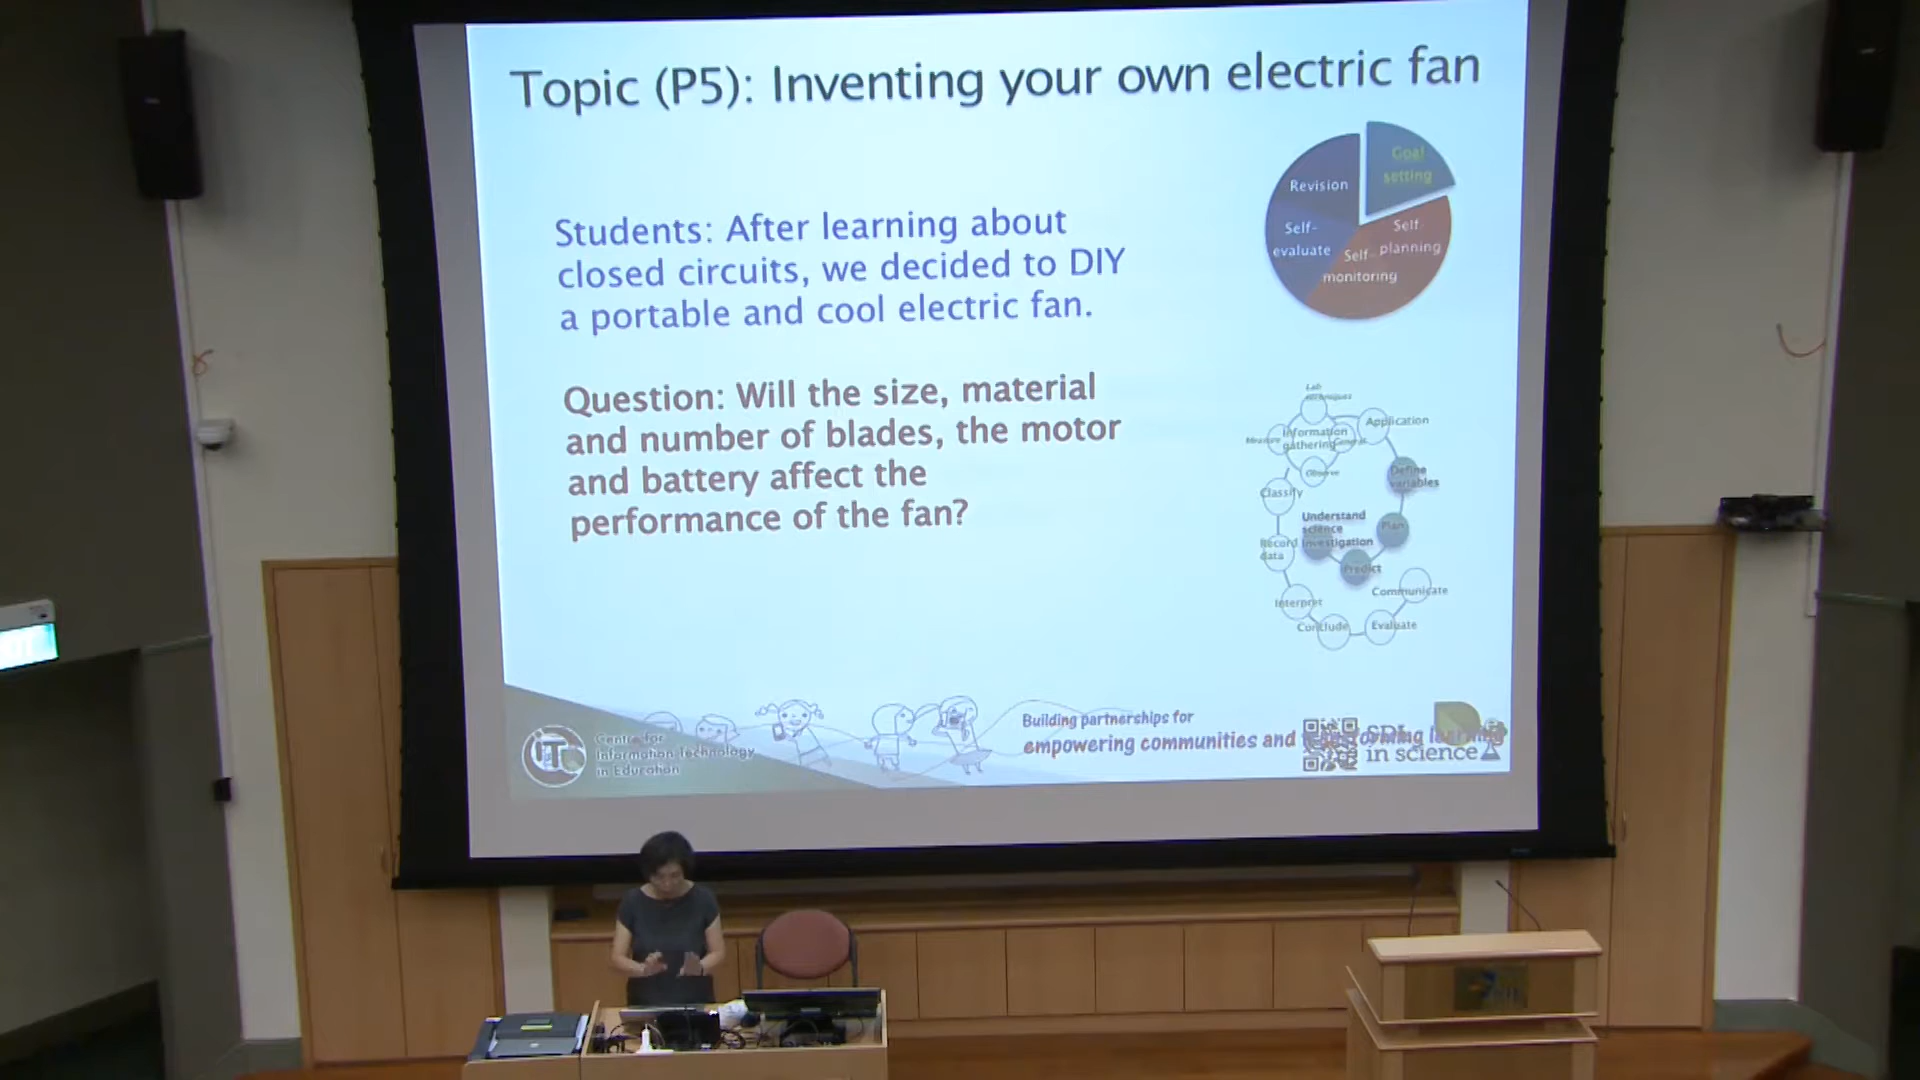 Topic (P5): Inventing your own electric fan
Students: After learning about
closed circuits, we decided to DIY
a portable and cool electric fan.
Question: Will the size, material
and number of blades, the motor
and battery affect the
performance of the fan?
Goal
setting
Revision
Self-
evaluate
Self
planning
Self
monitoring
Lab
Application
Information
gathering
Measure
General
Observe
Define
variables
Classify
Understand
science
investigation
Plan
Record
data
Predict
Communicate
Interpret
Conclude
Evaluate
Building partnerships for
empowering communities and
Centre for
Information Technology
in Education
SDL
in science